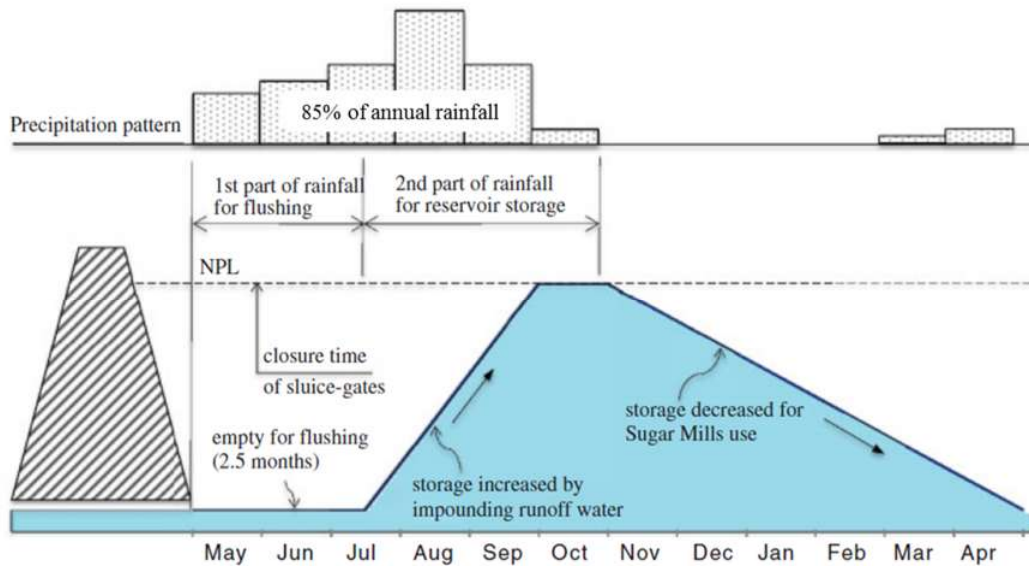 85% of annual rainfall
Precipitation pattern
1st part of rainfall
for flushing
2nd part of rainfall
for reservoir storage
NPL
closure time
of sluice-gates
empty for flushing
(2.5 months)
storage increased by
impounding runoff water
storage decreased for
Sugar Mills use
May Jun Jul Aug Sep Oct Nov Dec Jan Feb Mar Apr